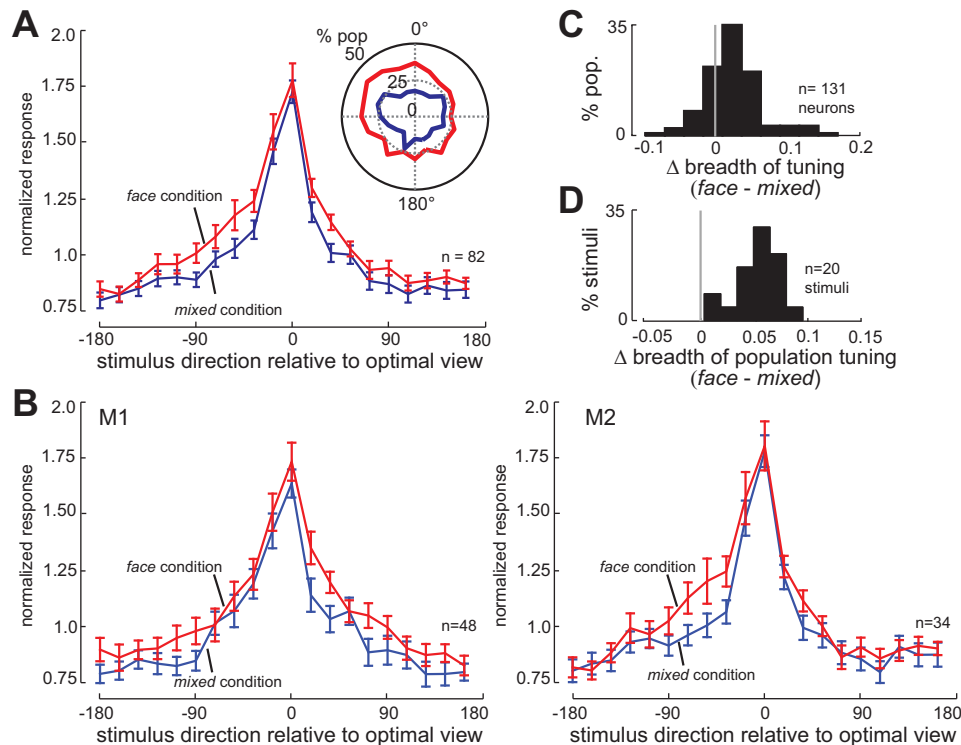 A
2.0
1.75
1.50
1.25
1.0
0.75
normalized response
face condition
mixed condition
n = 82
-180
-90
0
90
180
stimulus direction relative to optimal view
% pop
50
25
0
0°
180°
C
35
0
% pop.
n= 131
neurons
-0.1
0
0.1
0.2
Δ breadth of tuning
(face - mixed)
D
35
0
% stimuli
n=20
stimuli
-0.05
0
0.05
0.10
0.15
Δ breadth of population tuning
(face - mixed)
B
M1
2.0
1.75
1.50
1.25
1.0
0.75
normalized response
face condition
mixed condition
n=48
-180
-90
0
90
180
stimulus direction relative to optimal view
M2
2.0
1.75
1.50
1.25
1.0
0.75
normalized response
face condition
mixed condition
n=34
-180
-90
0
90
180
stimulus direction relative to optimal view